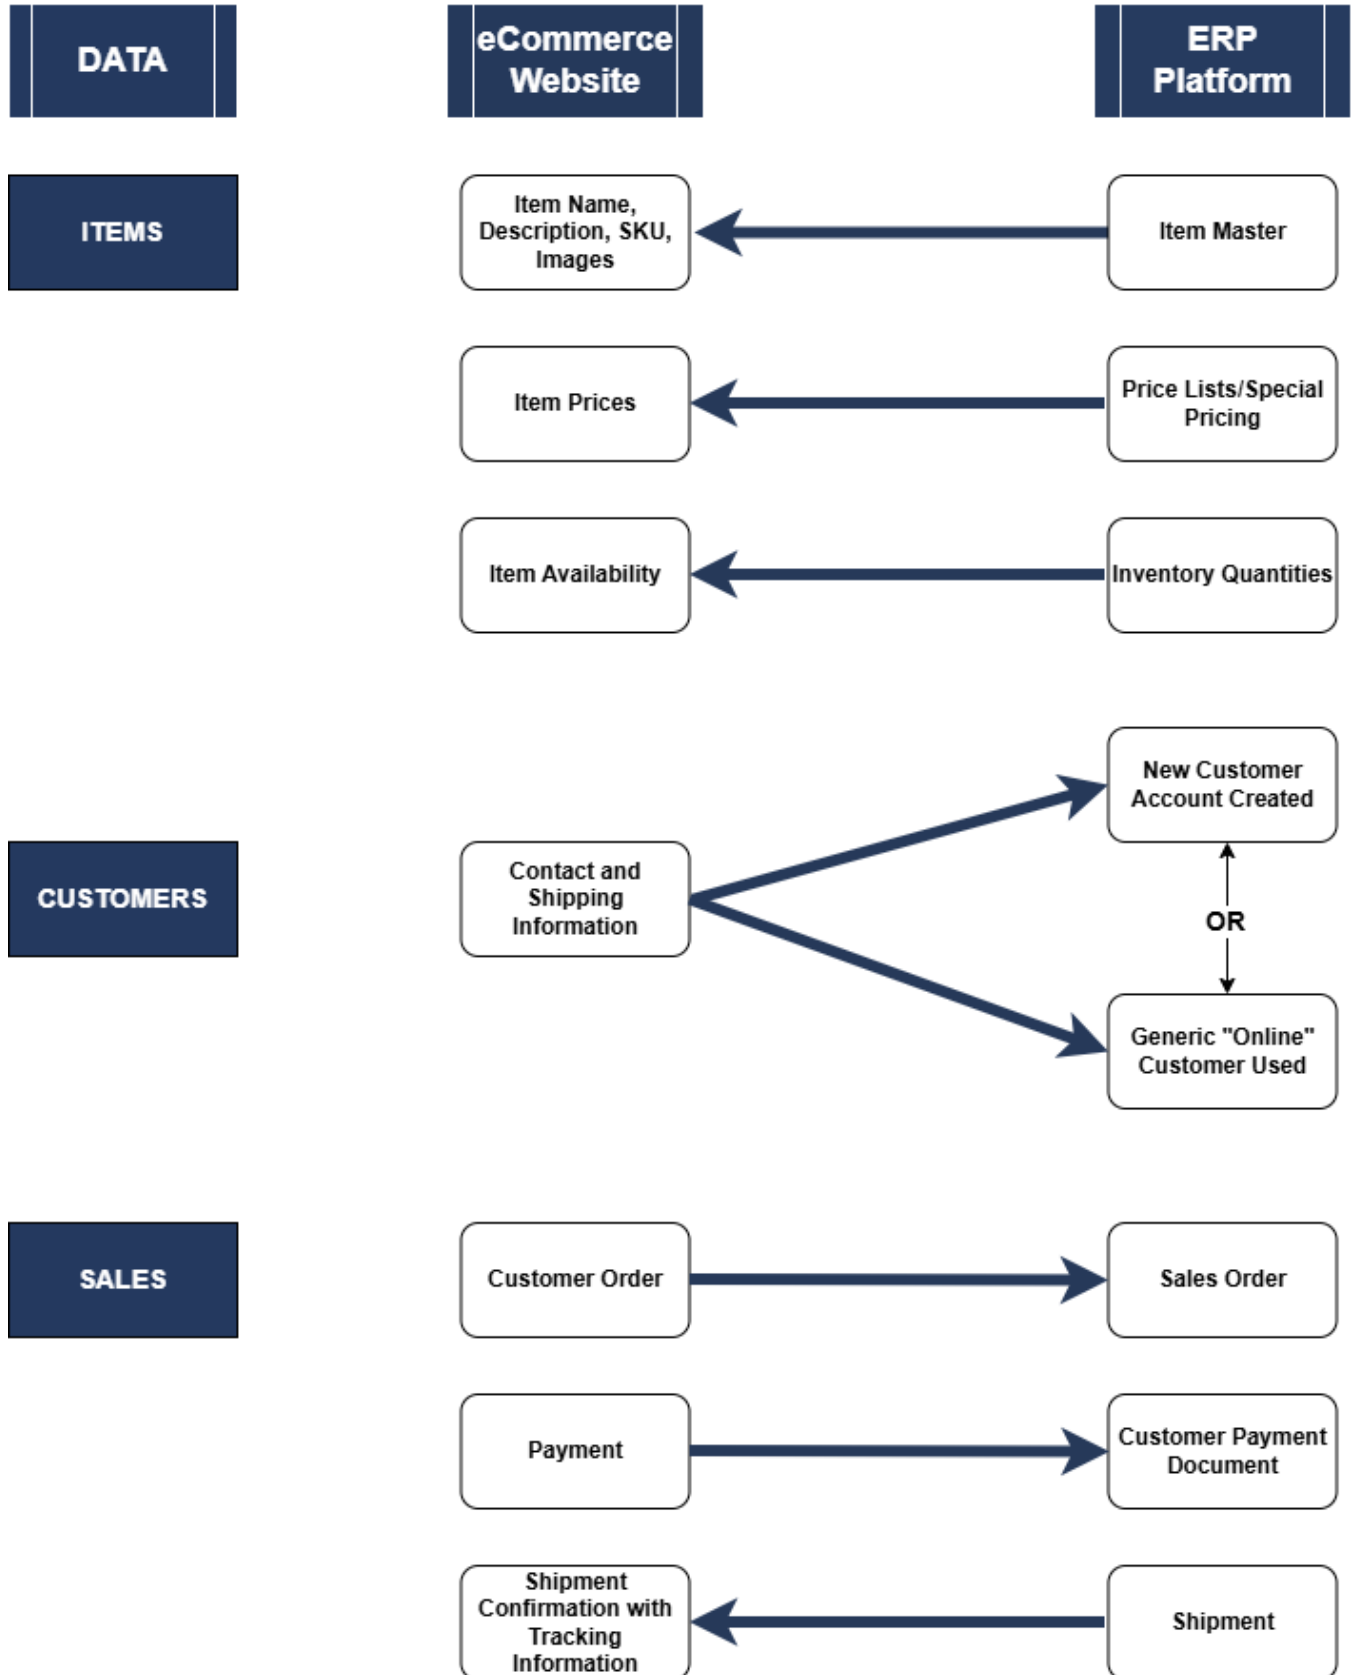 DATA
eCommerce
Website
ERP
Platform
ITEMS
Item Name,
Description, SKU,
Images
Item Master
Item Prices
Price Lists/Special
Pricing
Item Availability
Inventory Quantities
CUSTOMERS
Contact and
Shipping
Information
New Customer
Account Created
OR
Generic "Online"
Customer Used
SALES
Customer Order
Sales Order
Payment
Customer Payment
Document
Shipment
Confirmation with
Tracking
Information
Shipment